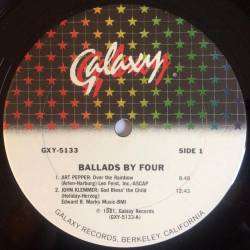 Galaxy
GXY-5133 SIDE 1
BALLADS BY FOUR
1. ART PEPPER: Over the Rainbow 8:48
(Arlen-Harburg) Leo Feist, Inc.-ASCAP
2. JOHN KLEMMER: God Bless' the Child 12:43
(Holiday-Herzog)
Edward B. Marks Music-BMI
© 1981, Galaxy Records
(GXY-5133-A)
GALAXY RECORDS, BERKELEY, CALIFORNIA